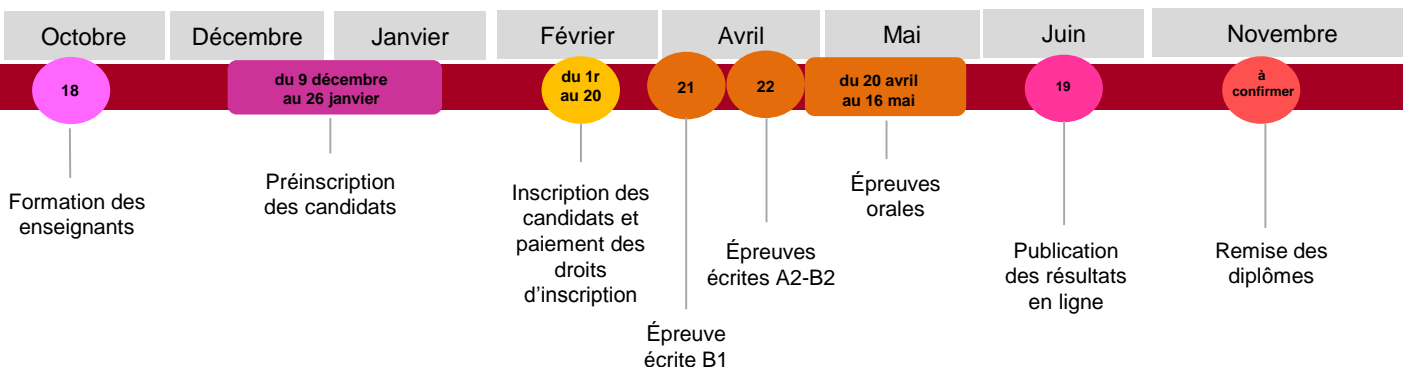 Octobre
Décembre
Janvier
Février
Avril
Mai
Juin
Novembre
18
du 9 décembre
au 26 janvier
du 1r
au 20
21
22
du 20 avril
au 16 mai
19
à
confirmer
Formation des
enseignants
Préinscription
des candidats
Inscription des
candidats et
paiement des
droits
d’inscription
Épreuve
écrite B1
Épreuves
écrites A2-B2
Épreuves
orales
Publication
des résultats
en ligne
Remise des
diplômes